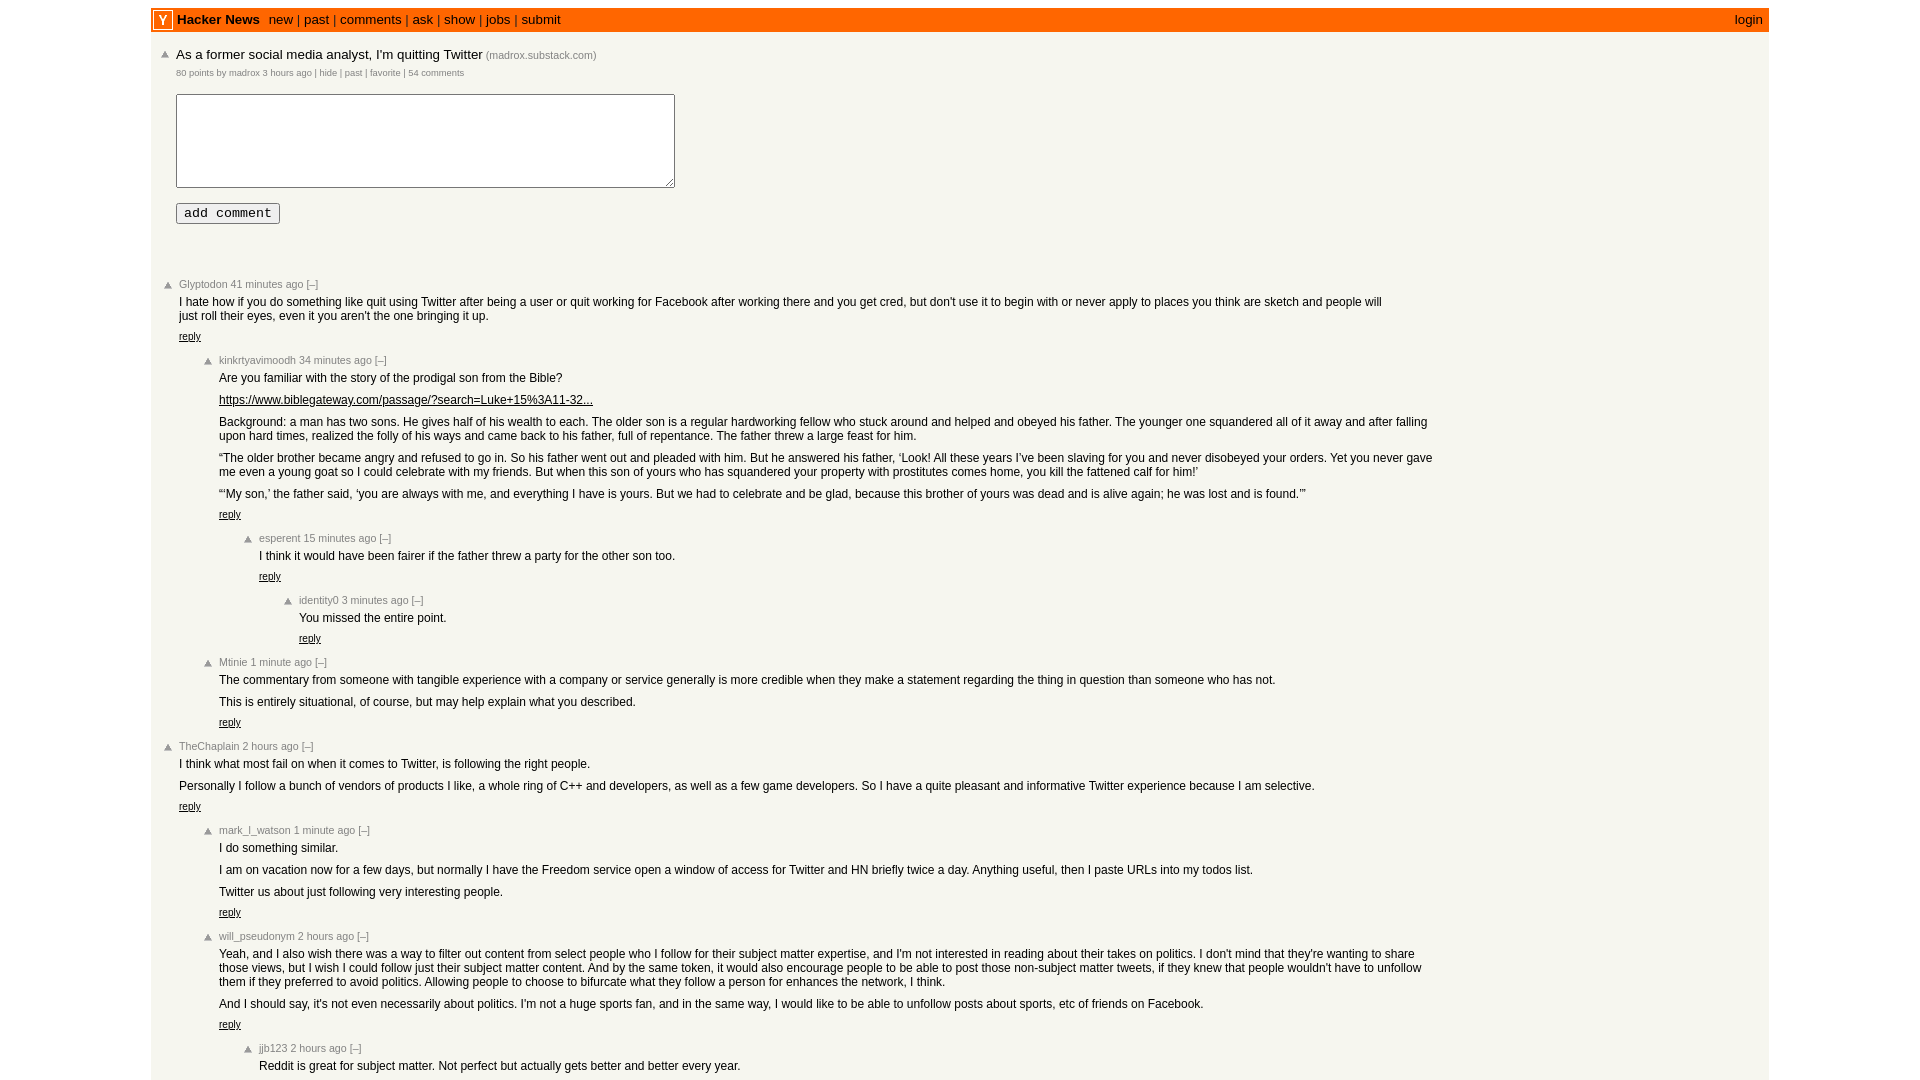 Y Hacker News new | past | comments | ask | show | jobs | submit login
As a former social media analyst, I'm quitting Twitter (madrox.substack.com)
80 points by madrox 3 hours ago | hide | past | favorite | 54 comments
add comment
Glyptodon 41 minutes ago [–]
I hate how if you do something like quit using Twitter after being a user or quit working for Facebook after working there and you get cred, but don't use it to begin with or never apply to places you think are sketch and people will
just roll their eyes, even it you aren't the one bringing it up.
reply
kinkrtyavimoodh 34 minutes ago [–]
Are you familiar with the story of the prodigal son from the Bible?
https://www.biblegateway.com/passage/?search=Luke+15%3A11-32...
Background: a man has two sons. He gives half of his wealth to each. The older son is a regular hardworking fellow who stuck around and helped and obeyed his father. The younger one squandered all of it away and after falling
upon hard times, realized the folly of his ways and came back to his father, full of repentance. The father threw a large feast for him.
“The older brother became angry and refused to go in. So his father went out and pleaded with him. But he answered his father, ‘Look! All these years I’ve been slaving for you and never disobeyed your orders. Yet you never gave
me even a young goat so I could celebrate with my friends. But when this son of yours who has squandered your property with prostitutes comes home, you kill the fattened calf for him!’
“‘My son,’ the father said, ‘you are always with me, and everything I have is yours. But we had to celebrate and be glad, because this brother of yours was dead and is alive again; he was lost and is found.’”
reply
esperent 15 minutes ago [–]
I think it would have been fairer if the father threw a party for the other son too.
reply
identity0 3 minutes ago [–]
You missed the entire point.
reply
Mtinie 1 minute ago [–]
The commentary from someone with tangible experience with a company or service generally is more credible when they make a statement regarding the thing in question than someone who has not.
This is entirely situational, of course, but may help explain what you described.
reply
TheChaplain 2 hours ago [–]
I think what most fail on when it comes to Twitter, is following the right people.
Personally I follow a bunch of vendors of products I like, a whole ring of C++ and developers, as well as a few game developers. So I have a quite pleasant and informative Twitter experience because I am selective.
reply
mark_l_watson 1 minute ago [–]
I do something similar.
I am on vacation now for a few days, but normally I have the Freedom service open a window of access for Twitter and HN briefly twice a day. Anything useful, then I paste URLs into my todos list.
Twitter us about just following very interesting people.
reply
will_pseudonym 2 hours ago [–]
Yeah, and I also wish there was a way to filter out content from select people who I follow for their subject matter expertise, and I'm not interested in reading about their takes on politics. I don't mind that they're wanting to share
those views, but I wish I could follow just their subject matter content. And by the same token, it would also encourage people to be able to post those non-subject matter tweets, if they knew that people wouldn't have to unfollow
them if they preferred to avoid politics. Allowing people to choose to bifurcate what they follow a person for enhances the network, I think.
And I should say, it's not even necessarily about politics. I'm not a huge sports fan, and in the same way, I would like to be able to unfollow posts about sports, etc of friends on Facebook.
reply
jjb123 2 hours ago [–]
Reddit is great for subject matter. Not perfect but actually gets better and better every year.